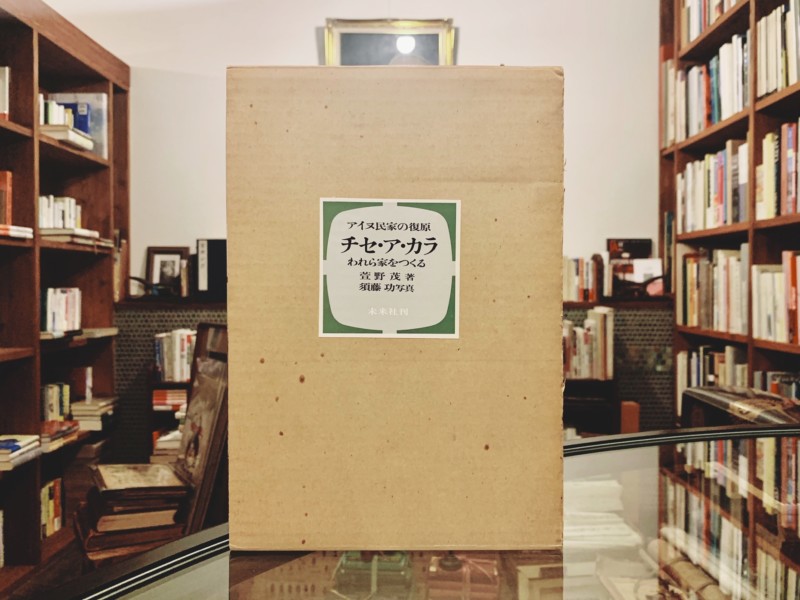 アイヌ民家の復原
チセ・ア・カラ
われら家をつくる
萱野茂著
須藤功写真
未来社刊